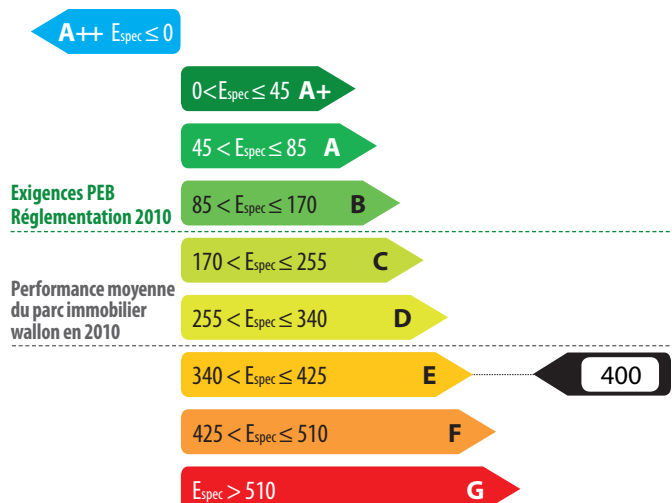 A++ Espec ≤ 0
0<Espec ≤ 45 A+
45 < Espec ≤ 85 A
Exigences PEB
Réglementation 2010
85 < Espec ≤ 170 B
170 < Espec ≤ 255 C
Performance moyenne
du parc immobilier
wallon en 2010
255 < Espec ≤ 340 D
340 < Espec ≤ 425 E
400
425 < Espec ≤ 510 F
Espec > 510 G